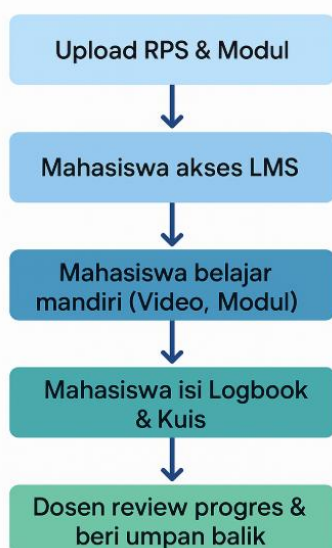 Upload RPS & Modul
Mahasiswa akses LMS
Mahasiswa belajar
mandiri (Video, Modul)
Mahasiswa isi Logbook
& Kuis
Dosen review progres &
beri umpan balik